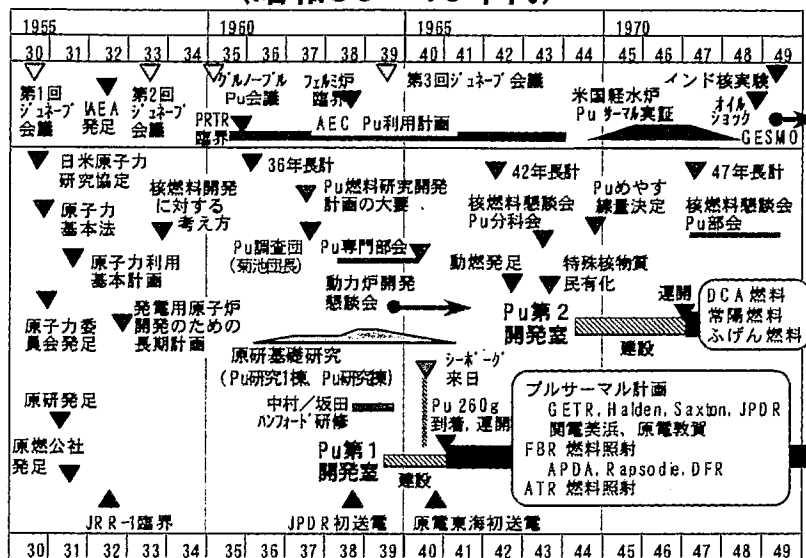 1955 1960 1965 1970
30 31 32 33 34 35 36 37 38 39 40 41 42 43 44 45 46 47 48 49
第1回
ジュネーブ
会議
IAEA
発足
第2回
ジュネーブ
会議
グルノーブル
Pu会議
フェルミ炉
臨界
第3回ジュネーブ会議
インド核実験
PRTR
臨界
AEC Pu利用計画
米国軽水炉
Pu サーマル実証
オイル
ショック
GESMO
日米原子力
研究協定
36年長計
42年長計
47年長計
原子力
基本法
核燃料開発
に対する
考え方
Pu燃料研究開発
計画の大要
核燃料懇談会
Pu分科会
Puめやす
線量決定
核燃料懇談会
Pu部会
原子力利用
基本計画
Pu調査団
(菊池団長)
Pu専門部会
動燃発足
特殊核物質
民有化
原子力委
員会発足
発電用原子炉
開発のための
長期計画
動力炉開発
懇談会
Pu第2
開発室
建設
運開
DCA燃料
常陽燃料
ふげん燃料
原研基礎研究
(Pu研究1棟、Pu研究棟)
シーボーグ
来日
原研発足
中村/坂田
ハンフォード研修
Pu 260g
到着,運開
プルサーマル計画
GETR, Halden, Saxton, JPDR
関電美浜、原電敦賀
FBR 燃料照射
APDA, Rapsodie, DFR
ATR 燃料照射
原燃公社
発足
Pu第1
開発室
建設
JRR-1臨界
JPDR初送電
原電東海初送電
30 31 32 33 34 35 36 37 38 39 40 41 42 43 44 45 46 47 48 49